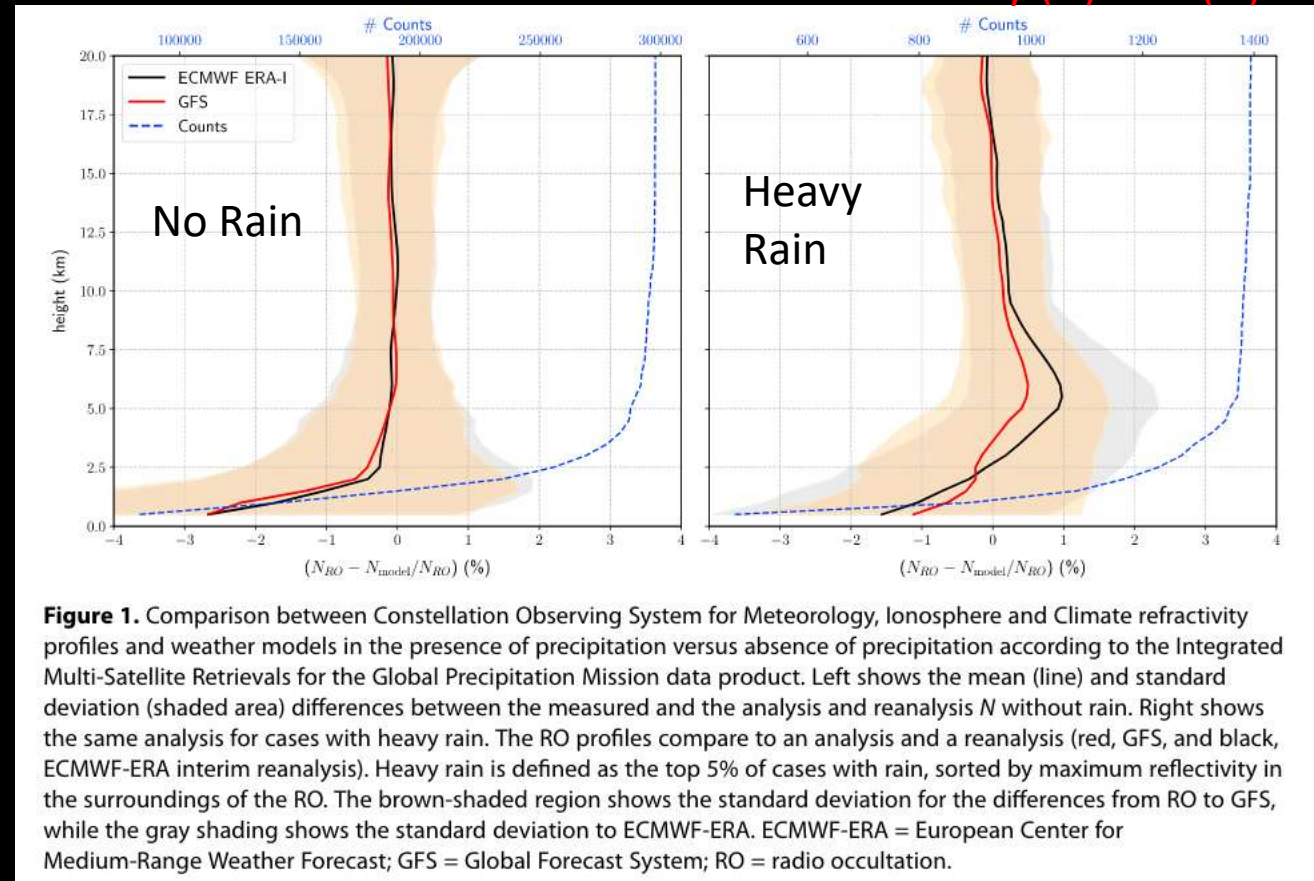 # Counts
100000 150000 200000 250000 300000
# Counts
600 800 1000 1200 1400
20.0
17.5
15.0
12.5
10.0
7.5
5.0
2.5
0.0
height (km)
ECMWF ERA-I
GFS
Counts
No Rain
Heavy
Rain
−4 −3 −2 −1 0 1 2 3 4
−4 −3 −2 −1 0 1 2 3 4
(N_RO − N_model/N_RO) (%)
(N_RO − N_model/N_RO) (%)
Figure 1. Comparison between Constellation Observing System for Meteorology, Ionosphere and Climate refractivity
profiles and weather models in the presence of precipitation versus absence of precipitation according to the Integrated
Multi-Satellite Retrievals for the Global Precipitation Mission data product. Left shows the mean (line) and standard
deviation (shaded area) differences between the measured and the analysis and reanalysis N without rain. Right shows
the same analysis for cases with heavy rain. The RO profiles compare to an analysis and a reanalysis (red, GFS, and black,
ECMWF-ERA interim reanalysis). Heavy rain is defined as the top 5% of cases with rain, sorted by maximum reflectivity in
the surroundings of the RO. The brown-shaded region shows the standard deviation for the differences from RO to GFS,
while the gray shading shows the standard deviation to ECMWF-ERA. ECMWF-ERA = European Center for
Medium-Range Weather Forecast; GFS = Global Forecast System; RO = radio occultation.